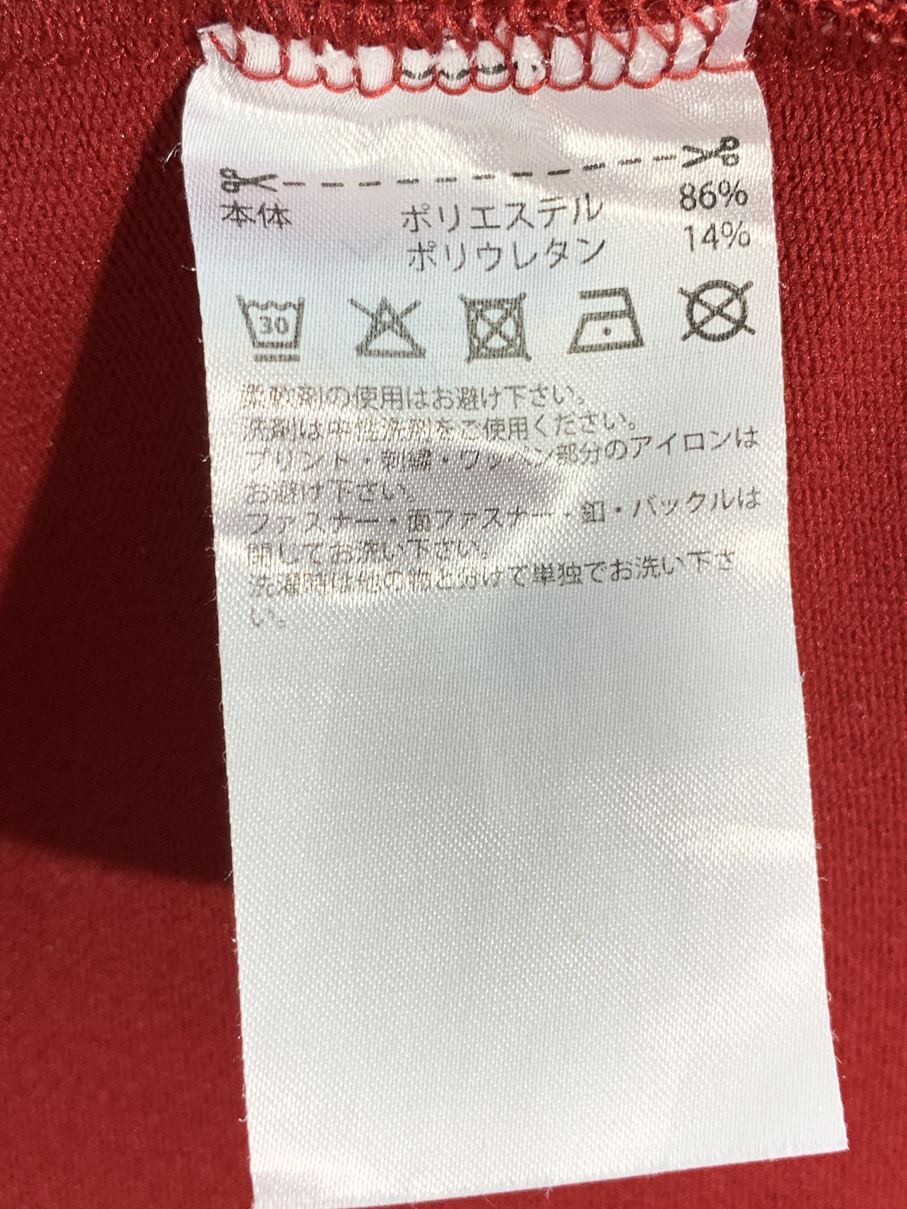 本体 ポリエステル 86%
ポリウレタン 14%
30
柔軟剤の使用はお避け下さい。
洗剤は中性洗剤をご使用ください。
プリント・刺繍・ワッペン部分のアイロンは
お避け下さい。
ファスナー・面ファスナー・釦・バックルは
閉じてお洗い下さい。
洗濯時は他の物と分けて単独でお洗い下さ
い。